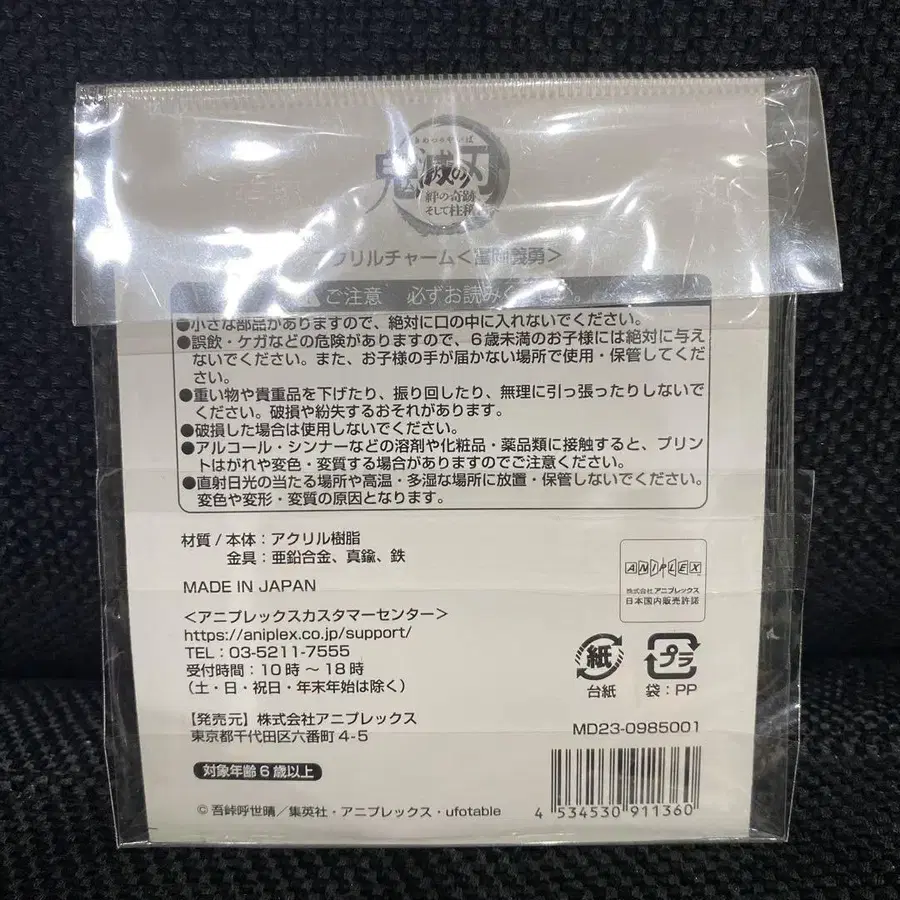 きめつのやいば
鬼滅の刃
絆の奇跡
そして柱稽
クリルチャーム<冨岡義勇>
ご注意 必ずお読みください。
●小さな部品がありますので、絶対に口の中に入れないでください。
●誤飲・ケガなどの危険がありますので、6歳未満のお子様には絶対に与え
ないでください。また、お子様の手が届かない場所で使用・保管してくだ
さい。
●重い物や貴重品を下げたり、振り回したり、無理に引っ張ったりしないで
ください。破損や紛失するおそれがあります。
●破損した場合は使用しないでください。
●アルコール・シンナーなどの溶剤や化粧品・薬品類に接触すると、プリン
トはがれや変色・変質する場合がありますのでご注意ください。
●直射日光の当たる場所や高温・多湿な場所に放置・保管しないでください。
変色や変形・変質の原因となります。
材質/本体:アクリル樹脂
金具:亜鉛合金、真鍮、鉄
MADE IN JAPAN
<アニプレックスカスタマーセンター>
https://aniplex.co.jp/support/
TEL:03-5211-7555
受付時間:10時~18時
(土・日・祝日・年末年始は除く)
【発売元】株式会社アニプレックス
東京都千代田区六番町4-5
対象年齢6歳以上
©吾峠呼世晴/集英社・アニプレックス・ufotable
ANIPLEX
株式会社アニプレックス
日本国内販売許諾
紙
台紙
プラ
袋:PP
MD23-0985001
4 534530 911360